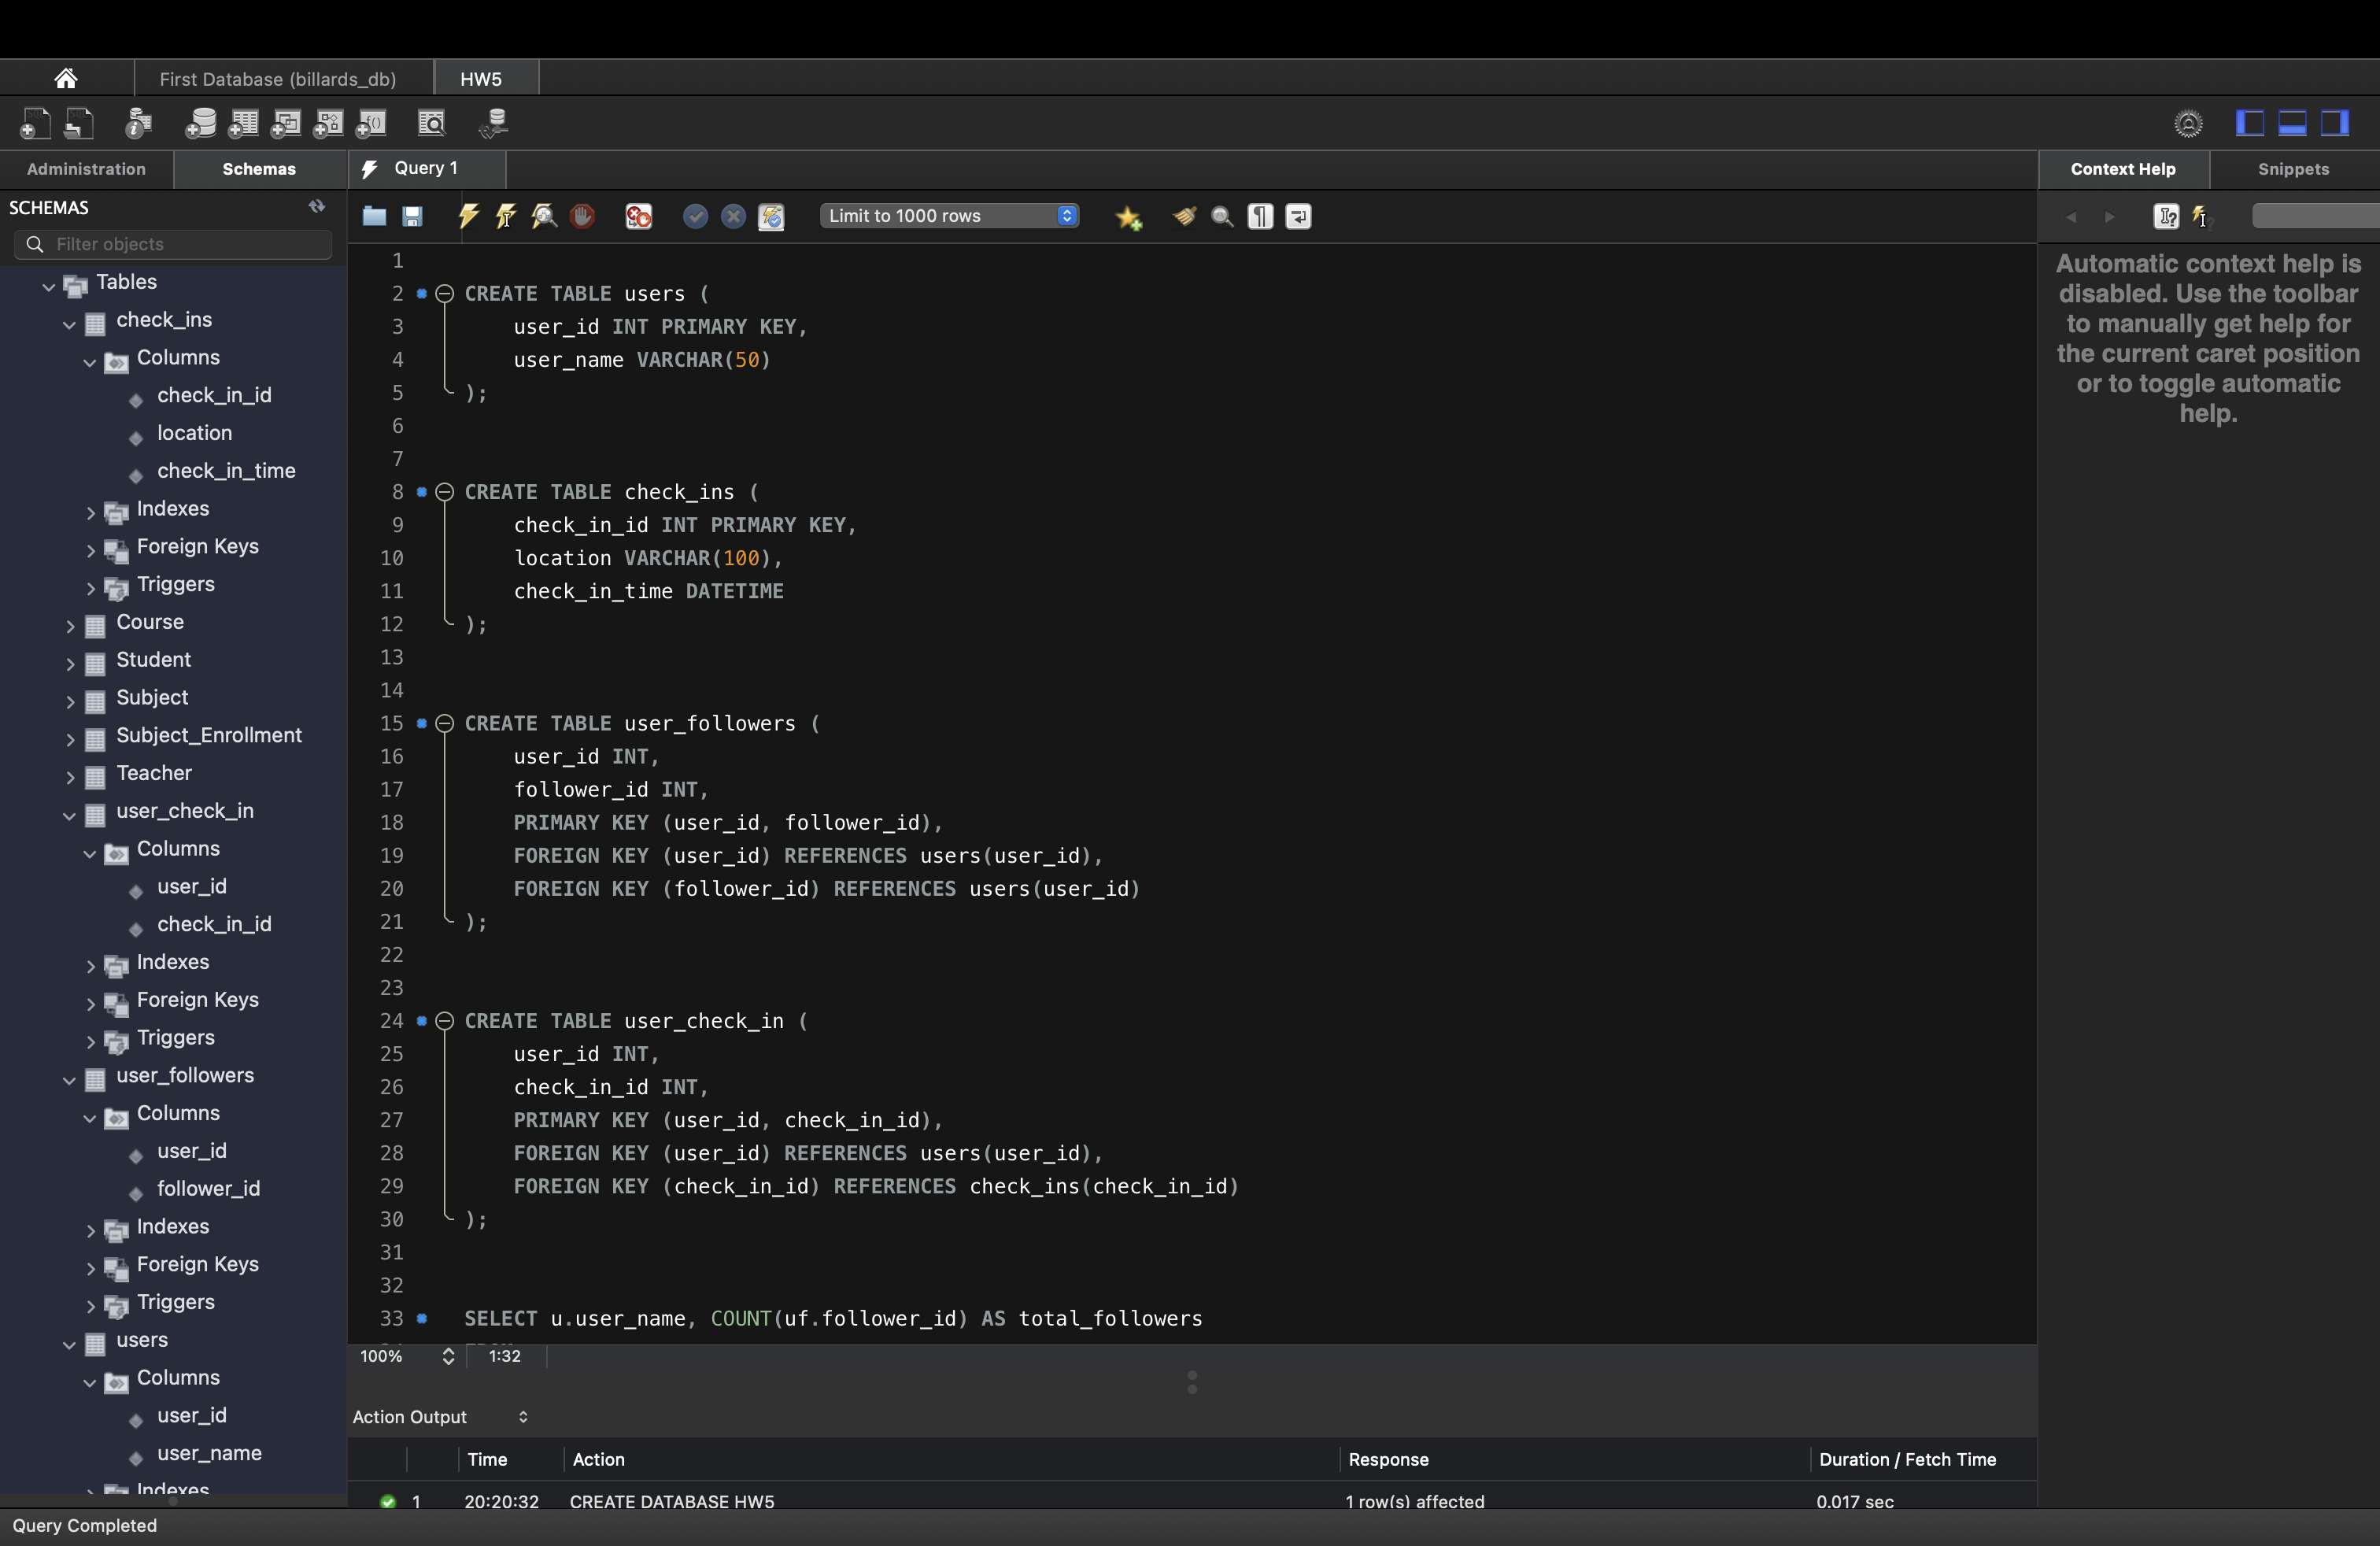 First Database (billards_db)
HW5
Administration
Schemas
Query 1
Context Help
Snippets
SCHEMAS
Filter objects
Limit to 1000 rows
Tables
check_ins
Columns
check_in_id
location
check_in_time
Indexes
Foreign Keys
Triggers
Course
Student
Subject
Subject_Enrollment
Teacher
user_check_in
Columns
user_id
check_in_id
Indexes
Foreign Keys
Triggers
user_followers
Columns
user_id
follower_id
Indexes
Foreign Keys
Triggers
users
Columns
user_id
user_name
Indexes
1
2 CREATE TABLE users (
3 user_id INT PRIMARY KEY,
4 user_name VARCHAR(50)
5 );
6
7
8 CREATE TABLE check_ins (
9 check_in_id INT PRIMARY KEY,
10 location VARCHAR(100),
11 check_in_time DATETIME
12 );
13
14
15 CREATE TABLE user_followers (
16 user_id INT,
17 follower_id INT,
18 PRIMARY KEY (user_id, follower_id),
19 FOREIGN KEY (user_id) REFERENCES users(user_id),
20 FOREIGN KEY (follower_id) REFERENCES users(user_id)
21 );
22
23
24 CREATE TABLE user_check_in (
25 user_id INT,
26 check_in_id INT,
27 PRIMARY KEY (user_id, check_in_id),
28 FOREIGN KEY (user_id) REFERENCES users(user_id),
29 FOREIGN KEY (check_in_id) REFERENCES check_ins(check_in_id)
30 );
31
32
33 SELECT u.user_name, COUNT(uf.follower_id) AS total_followers
100%
1:32
Action Output
Time Action Response Duration / Fetch Time
1 20:20:32 CREATE DATABASE HW5 1 row(s) affected 0.017 sec
Automatic context help is
disabled. Use the toolbar
to manually get help for
the current caret position
or to toggle automatic
help.
Query Completed